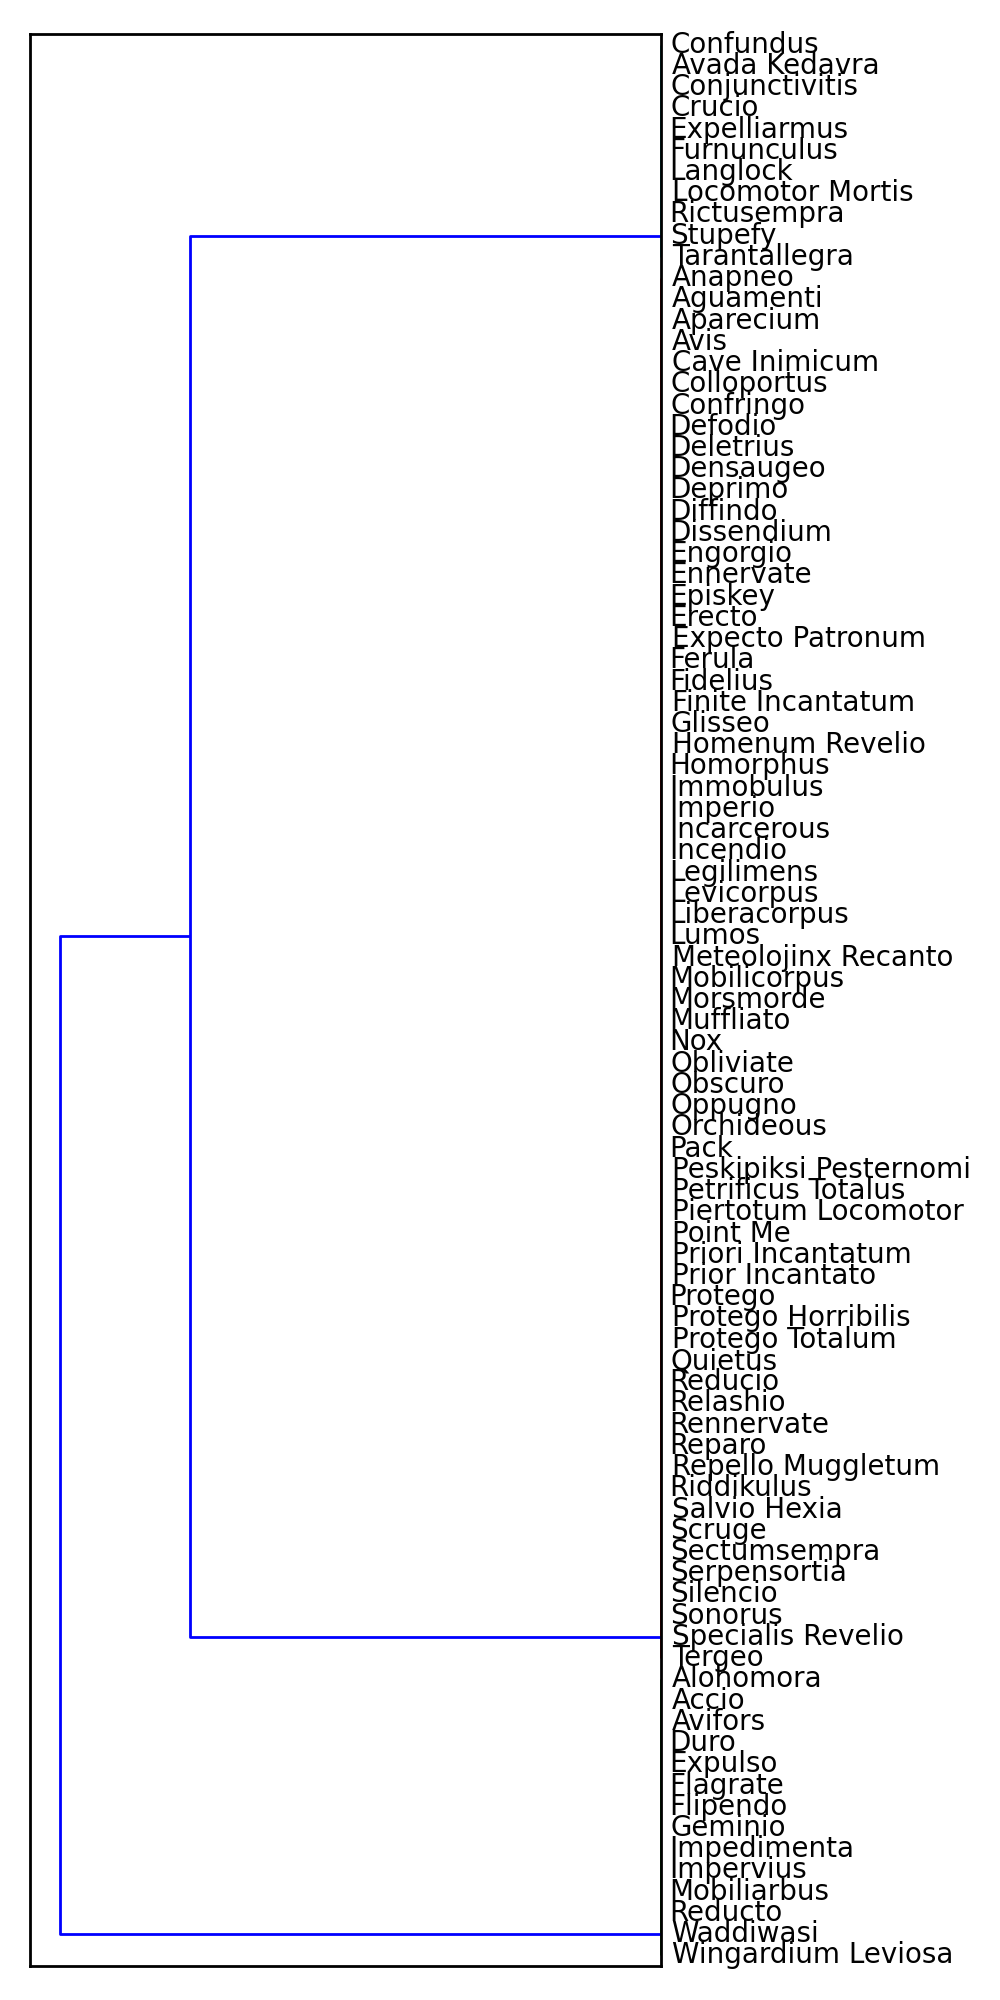 Confundus
Avada Kedavra
Conjunctivitis
Crucio
Expelliarmus
Furnunculus
Langlock
Locomotor Mortis
Rictusempra
Stupefy
Tarantallegra
Anapneo
Aguamenti
Aparecium
Avis
Cave Inimicum
Colloportus
Confringo
Defodio
Deletrius
Densaugeo
Deprimo
Diffindo
Dissendium
Engorgio
Ennervate
Episkey
Erecto
Expecto Patronum
Ferula
Fidelius
Finite Incantatum
Glisseo
Homenum Revelio
Homorphus
Immobulus
Imperio
Incarcerous
Incendio
Legilimens
Levicorpus
Liberacorpus
Lumos
Meteolojinx Recanto
Mobilicorpus
Morsmorde
Muffliato
Nox
Obliviate
Obscuro
Oppugno
Orchideous
Pack
Peskipiksi Pesternomi
Petrificus Totalus
Piertotum Locomotor
Point Me
Priori Incantatum
Prior Incantato
Protego
Protego Horribilis
Protego Totalum
Quietus
Reducio
Relashio
Rennervate
Reparo
Repello Muggletum
Riddikulus
Salvio Hexia
Scruge
Sectumsempra
Serpensortia
Silencio
Sonorus
Specialis Revelio
Tergeo
Alohomora
Accio
Avifors
Duro
Expulso
Flagrate
Flipendo
Geminio
Impedimenta
Impervius
Mobiliarbus
Reducto
Waddiwasi
Wingardium Leviosa